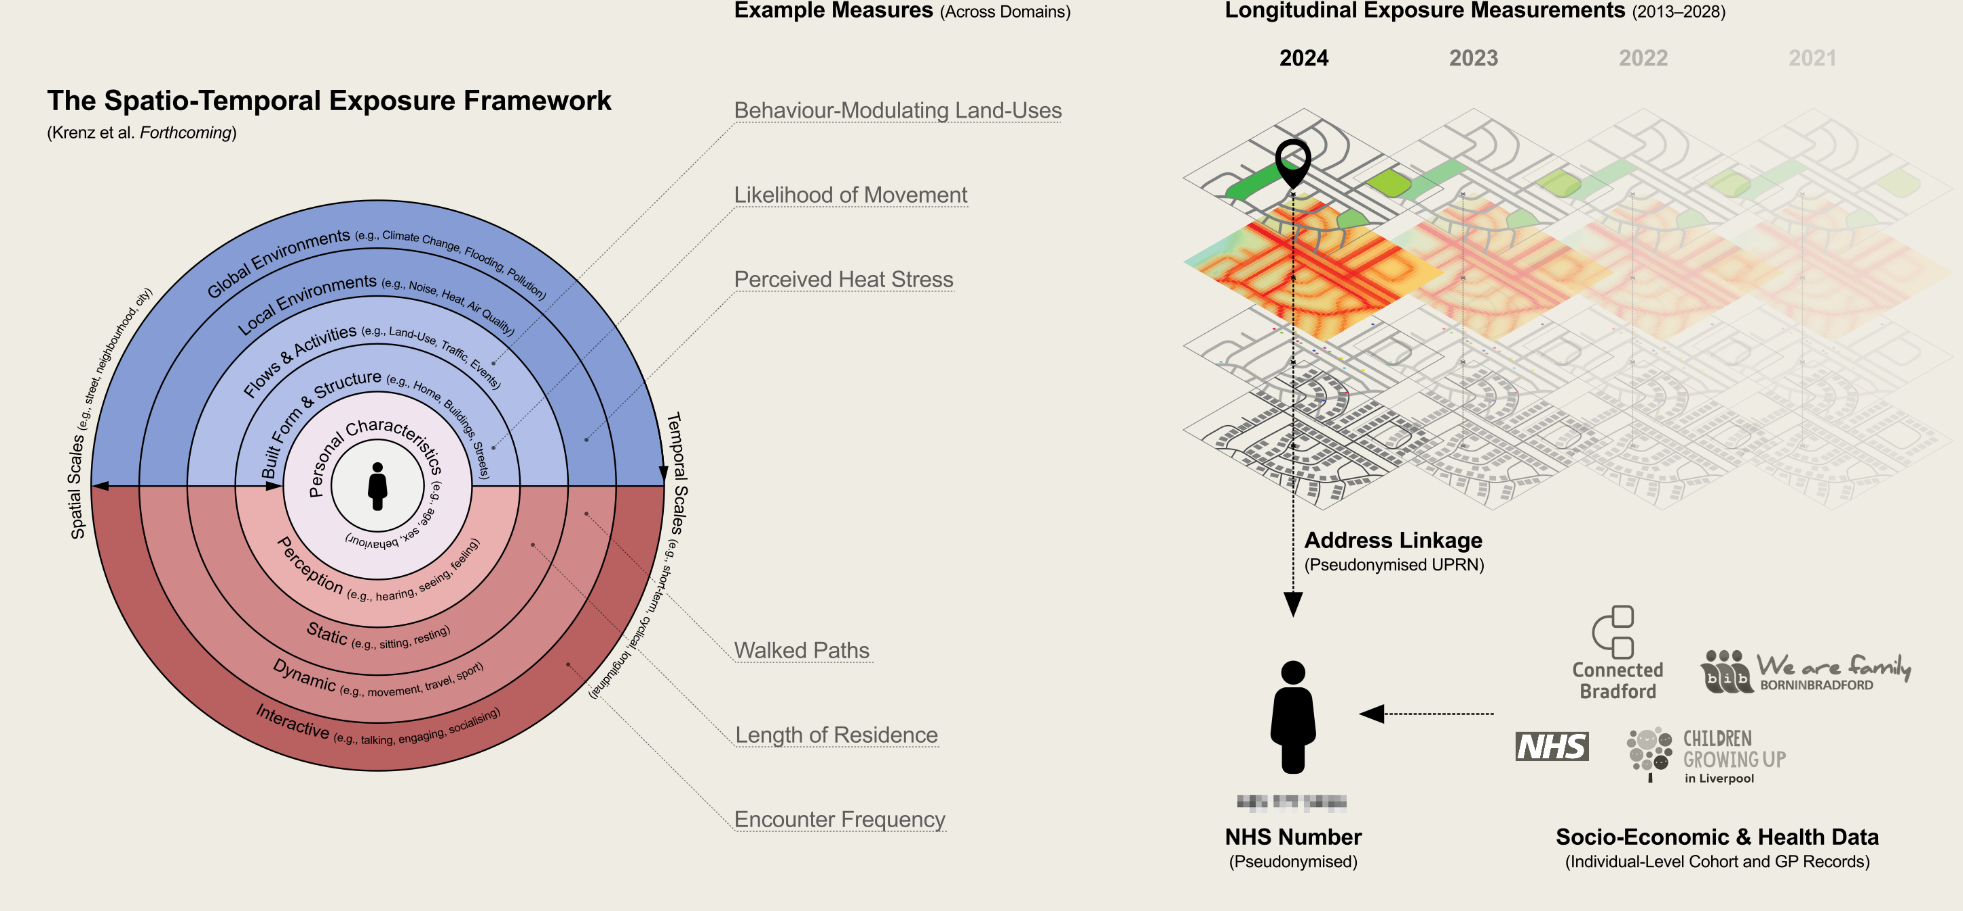 Example Measures (Across Domains)
Longitudinal Exposure Measurements (2013–2028)
2024
2023
2022
2021
The Spatio-Temporal Exposure Framework
(Krenz et al. Forthcoming)
Behaviour-Modulating Land-Uses
Likelihood of Movement
Perceived Heat Stress
Global Environments (e.g., Climate Change, Flooding, Pollution)
Local Environments (e.g., Noise, Heat, Air Quality)
Flows & Activities (e.g., Land-Use, Traffic, Events)
Built Form & Structure (e.g., Home, Buildings, Streets)
Personal Characteristics (e.g., age, sex, behaviour)
Spatial Scales (e.g., street, neighbourhood, city)
Temporal Scales (e.g., short-term, cyclical, longitudinal)
Perception (e.g., hearing, seeing, feeling)
Static (e.g., sitting, resting)
Dynamic (e.g., movement, travel, sport)
Interactive (e.g., talking, engaging, socialising)
Walked Paths
Length of Residence
Encounter Frequency
Address Linkage
(Pseudonymised UPRN)
Connected
Bradford
bib
We are family
BORNINBRADFORD
NHS
CHILDREN
GROWING UP
in Liverpool
NHS Number
(Pseudonymised)
Socio-Economic & Health Data
(Individual-Level Cohort and GP Records)